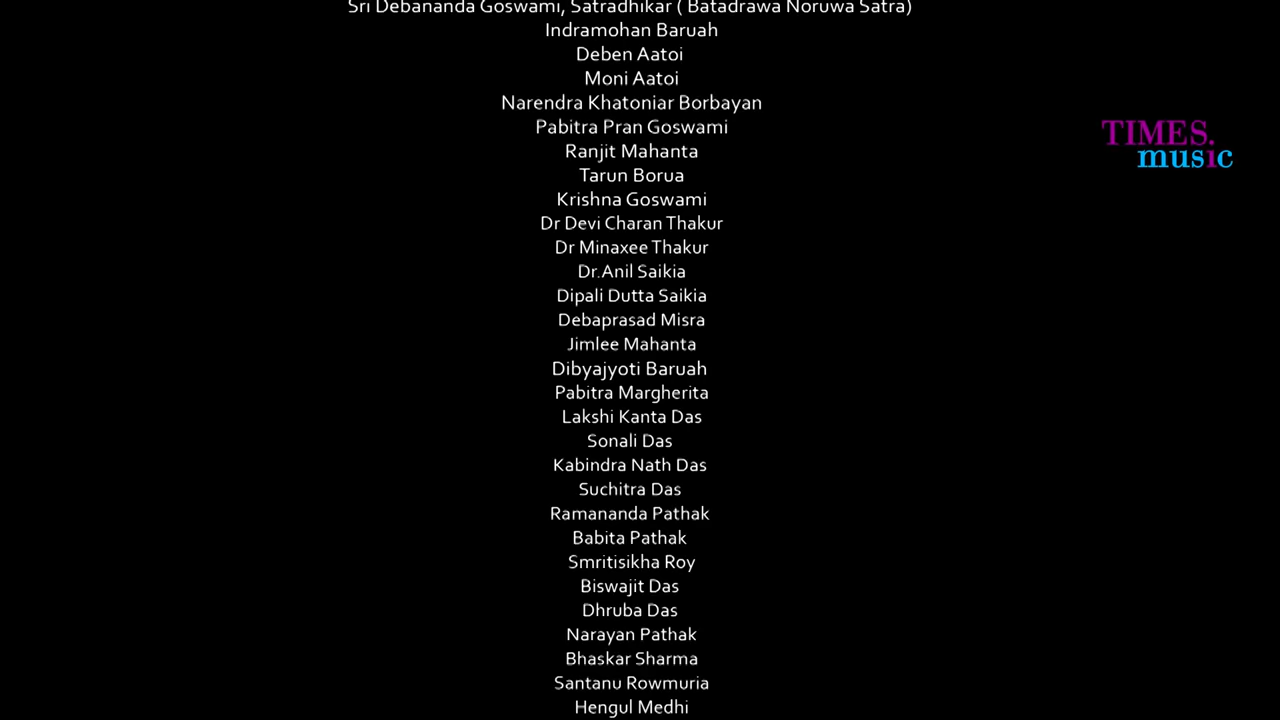 Sri Debananda Goswami, Satradhikar ( Batadrawa Noruwa Satra)
Indramohan Baruah
Deben Aatoi
Moni Aatoi
Narendra Khatoniar Borbayan
Pabitra Pran Goswami
Ranjit Mahanta
Tarun Borua
Krishna Goswami
Dr Devi Charan Thakur
Dr Minaxee Thakur
Dr.Anil Saikia
Dipali Dutta Saikia
Debaprasad Misra
Jimlee Mahanta
Dibyajyoti Baruah
Pabitra Margherita
Lakshi Kanta Das
Sonali Das
Kabindra Nath Das
Suchitra Das
Ramananda Pathak
Babita Pathak
Smritisikha Roy
Biswajit Das
Dhruba Das
Narayan Pathak
Bhaskar Sharma
Santanu Rowmuria
Hengul Medhi
TIMES.
music